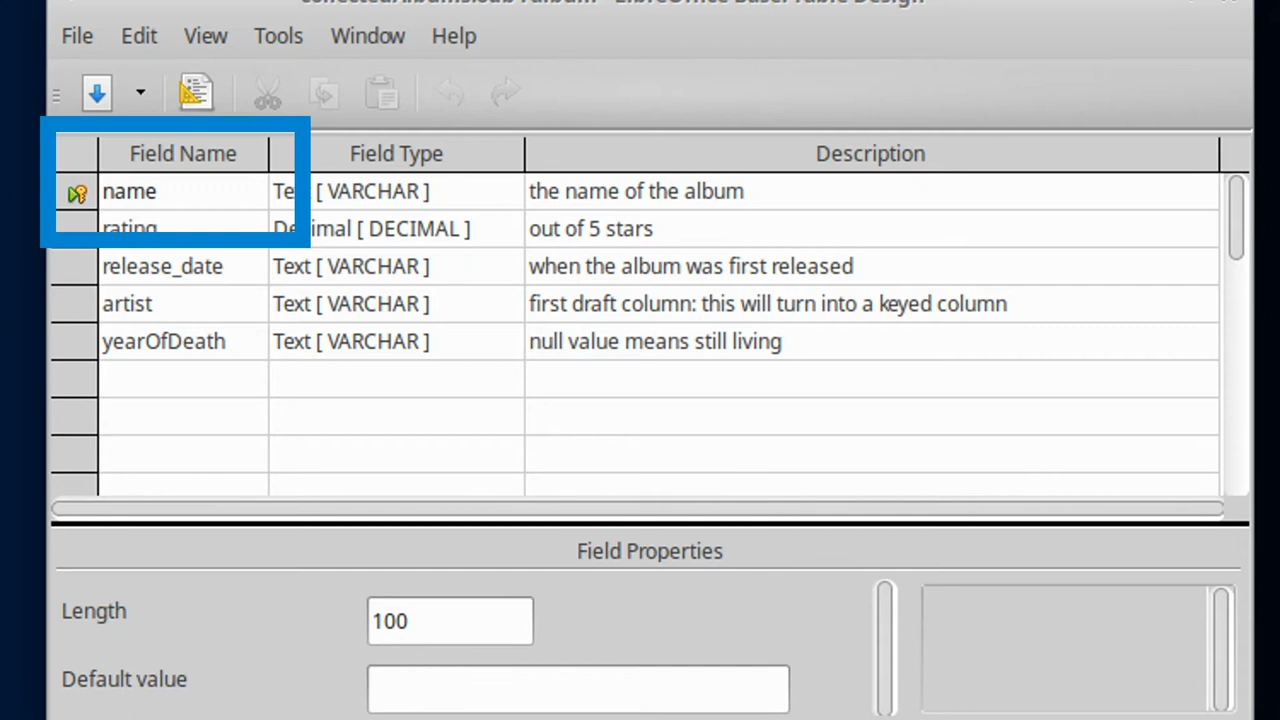 File Edit View Tools Window Help
Field Name Field Type Description
name Text [ VARCHAR ] the name of the album
rating Decimal [ DECIMAL ] out of 5 stars
release_date Text [ VARCHAR ] when the album was first released
artist Text [ VARCHAR ] first draft column: this will turn into a keyed column
yearOfDeath Text [ VARCHAR ] null value means still living
Field Properties
Length 100
Default value